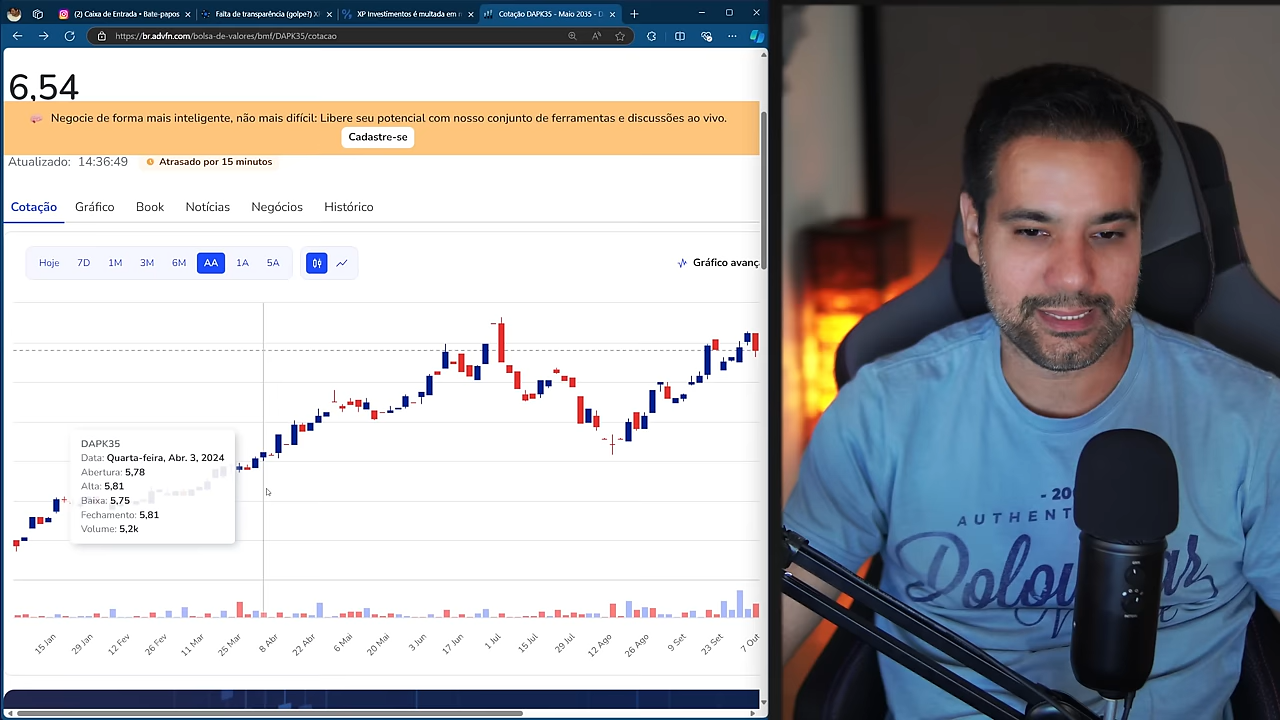 (2) Caixa de Entrada • Bate-papos
Falta de transparência (golpe?) XI
XP Investimentos é multada em n
Cotação DAPK35 - Maio 2035 - D
https://br.advfn.com/bolsa-de-valores/bmf/DAPK35/cotacao
6,54
Negocie de forma mais inteligente, não mais difícil: Libere seu potencial com nosso conjunto de ferramentas e discussões ao vivo.
Cadastre-se
Atualizado: 14:36:49 Atrasado por 15 minutos
Cotação Gráfico Book Notícias Negócios Histórico
Hoje 7D 1M 3M 6M AA 1A 5A
Gráfico avanç
DAPK35
Data: Quarta-feira, Abr. 3, 2024
Abertura: 5,78
Alta: 5,81
Baixa: 5,75
Fechamento: 5,81
Volume: 5,2k
15 Jan 29 Jan 12 Fev 26 Fev 11 Mar 25 Mar 8 Abr 22 Abr 6 Mai 20 Mai 3 Jun 17 Jun 1 Jul 15 Jul 29 Jul 12 Ago 26 Ago 9 Set 23 Set 7 Out
- 20
AUTHENT